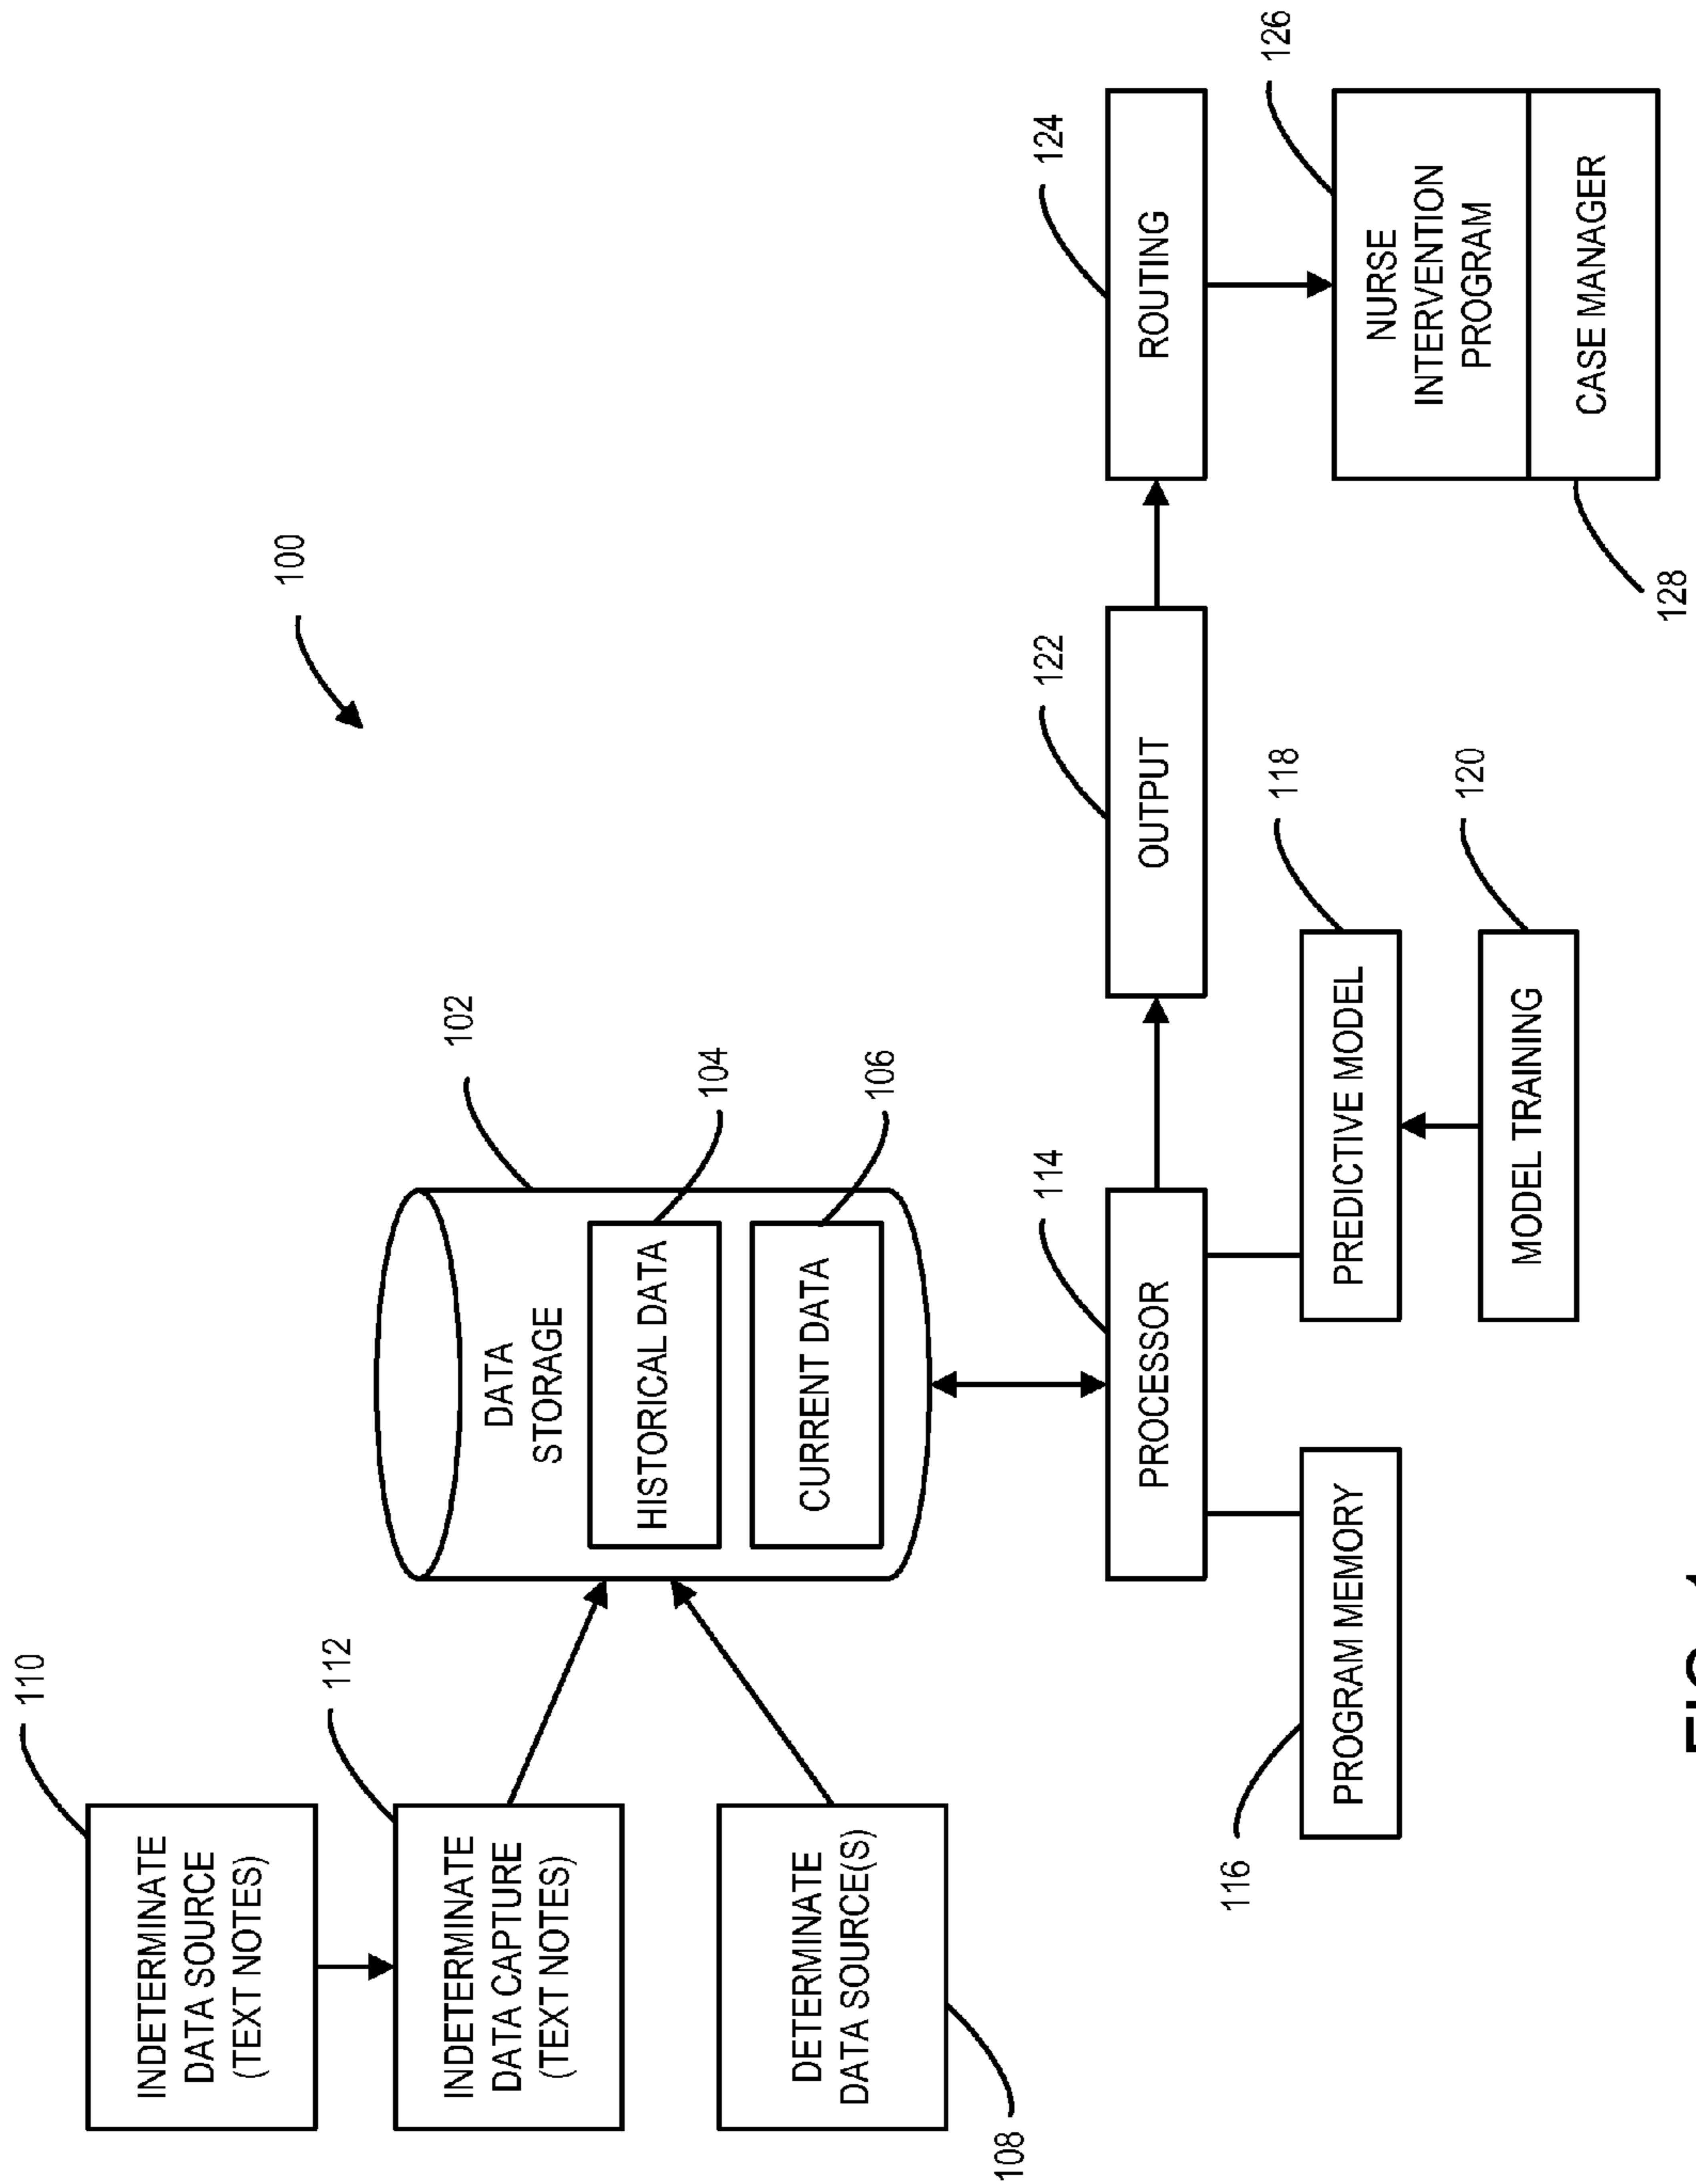 110
INDETERMINATE
DATA SOURCE
(TEXT NOTES)
112
INDETERMINATE
DATA CAPTURE
(TEXT NOTES)
DETERMINATE
DATA SOURCE(S)
108
100
102
DATA
STORAGE
HISTORICAL DATA
104
CURRENT DATA
106
114
PROCESSOR
122
OUTPUT
124
ROUTING
116
PROGRAM MEMORY
118
PREDICTIVE MODEL
120
MODEL TRAINING
126
NURSE
INTERVENTION
PROGRAM
CASE MANAGER
128